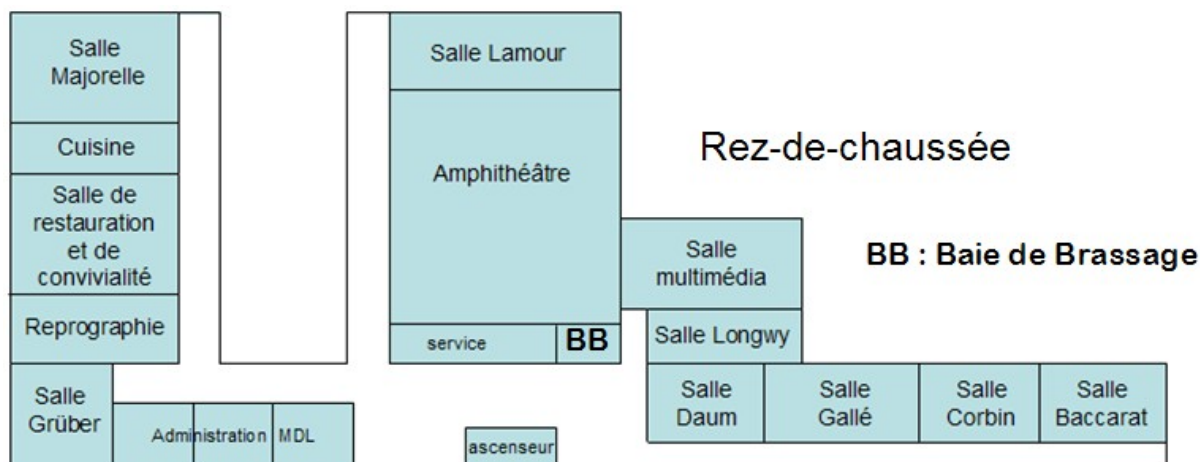 Salle
Majorelle
Salle Lamour
Cuisine
Amphithéâtre
Rez-de-chaussée
Salle de
restauration
et de
convivialité
Salle
multimédia
BB : Baie de Brassage
Reprographie
service
BB
Salle Longwy
Salle
Grüber
Salle
Daum
Salle
Gallé
Salle
Corbin
Salle
Baccarat
Administration
MDL
ascenseur